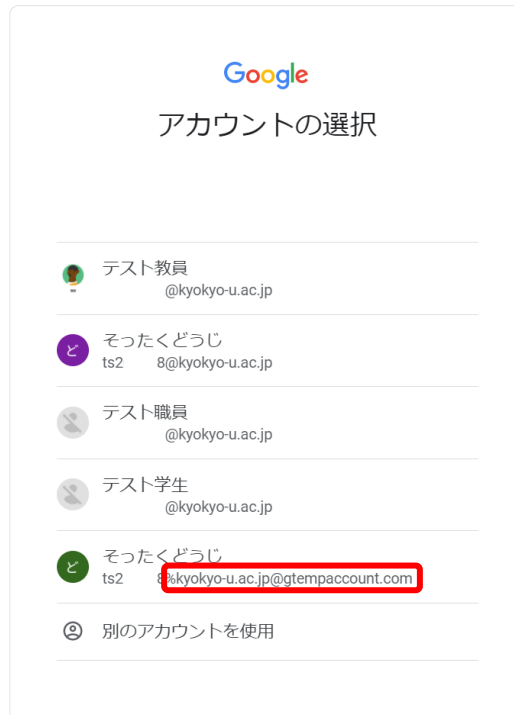 Google
アカウントの選択
テスト教員
@kyokyo-u.ac.jp
ど
そったくどうじ
ts2 8@kyokyo-u.ac.jp
テスト職員
@kyokyo-u.ac.jp
テスト学生
@kyokyo-u.ac.jp
ど
そったくどうじ
ts2 8%kyokyo-u.ac.jp@gtempaccount.com
別のアカウントを使用